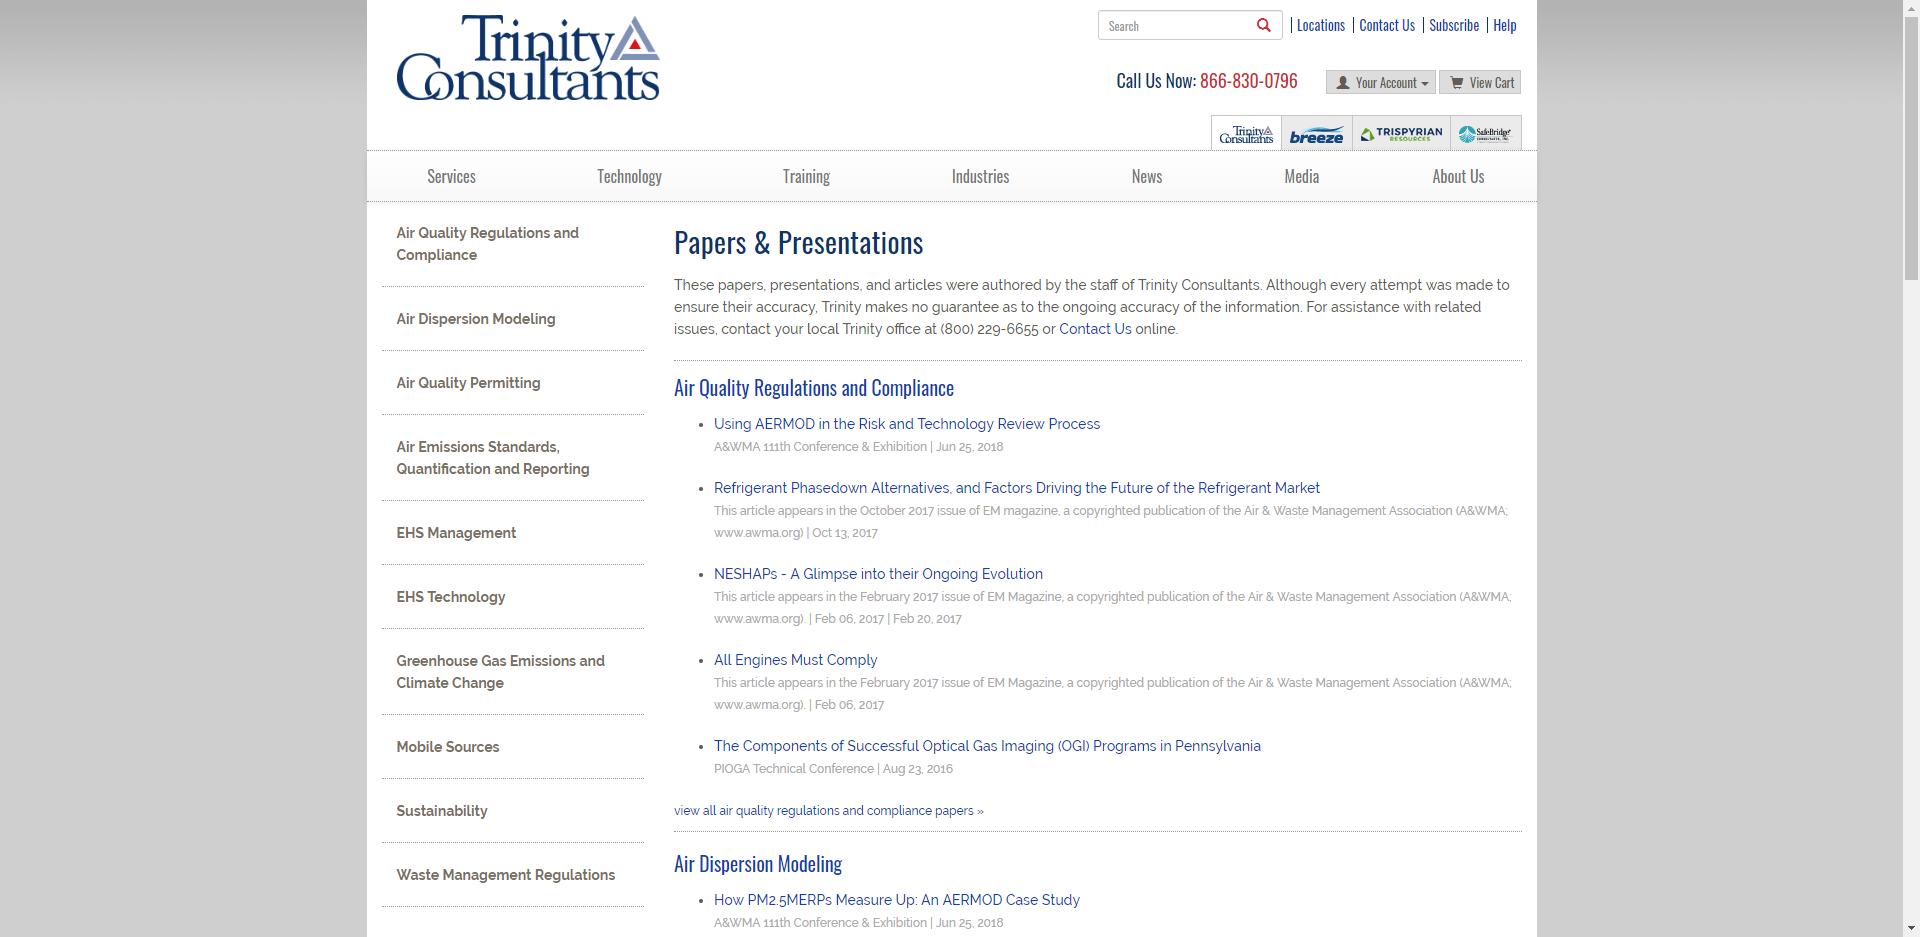 Trinity
Consultants
Search
Locations
Contact Us
Subscribe
Help
Call Us Now: 866-830-0796
Your Account
View Cart
Trinity
Consultants
breeze
TRISPYRIAN
RESOURCES
SafeBridge
Services
Technology
Training
Industries
News
Media
About Us
Air Quality Regulations and
Compliance
Air Dispersion Modeling
Air Quality Permitting
Air Emissions Standards,
Quantification and Reporting
EHS Management
EHS Technology
Greenhouse Gas Emissions and
Climate Change
Mobile Sources
Sustainability
Waste Management Regulations
Papers & Presentations
These papers, presentations, and articles were authored by the staff of Trinity Consultants. Although every attempt was made to
ensure their accuracy, Trinity makes no guarantee as to the ongoing accuracy of the information. For assistance with related
issues, contact your local Trinity office at (800) 229-6655 or Contact Us online.
Air Quality Regulations and Compliance
• Using AERMOD in the Risk and Technology Review Process
A&WMA 111th Conference & Exhibition | Jun 25, 2018
• Refrigerant Phasedown Alternatives, and Factors Driving the Future of the Refrigerant Market
This article appears in the October 2017 issue of EM magazine, a copyrighted publication of the Air & Waste Management Association (A&WMA;
www.awma.org) | Oct 13, 2017
• NESHAPs - A Glimpse into their Ongoing Evolution
This article appears in the February 2017 issue of EM Magazine, a copyrighted publication of the Air & Waste Management Association (A&WMA;
www.awma.org). | Feb 06, 2017 | Feb 20, 2017
• All Engines Must Comply
This article appears in the February 2017 issue of EM Magazine, a copyrighted publication of the Air & Waste Management Association (A&WMA;
www.awma.org). | Feb 06, 2017
• The Components of Successful Optical Gas Imaging (OGI) Programs in Pennsylvania
PIOGA Technical Conference | Aug 23, 2016
view all air quality regulations and compliance papers »
Air Dispersion Modeling
• How PM2.5MERPs Measure Up: An AERMOD Case Study
A&WMA 111th Conference & Exhibition | Jun 25, 2018